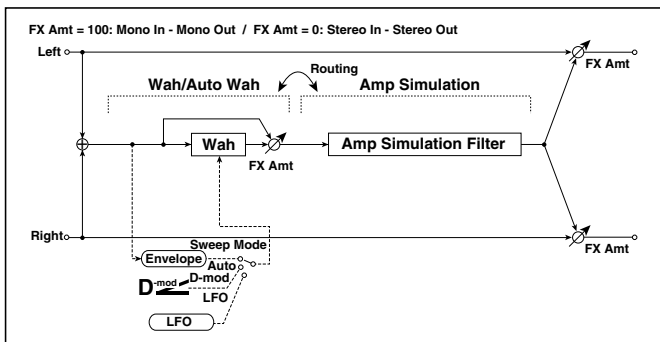 FX Amt = 100: Mono In - Mono Out / FX Amt = 0: Stereo In - Stereo Out
Left
FX Amt
Routing
Wah/Auto Wah
Amp Simulation
Wah
FX Amt
Amp Simulation Filter
Right
FX Amt
Sweep Mode
Envelope
Auto
D-mod
D-mod
LFO
LFO